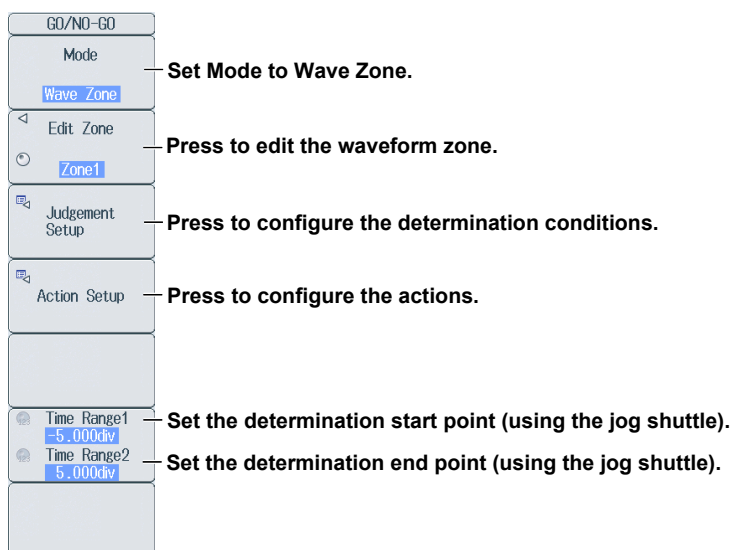 GO/NO-GO
Mode
Wave Zone
Set Mode to Wave Zone.
Edit Zone
Zone1
Press to edit the waveform zone.
Judgement
Setup
Press to configure the determination conditions.
Action Setup
Press to configure the actions.
Time Range1
-5.000div
Set the determination start point (using the jog shuttle).
Time Range2
5.000div
Set the determination end point (using the jog shuttle).